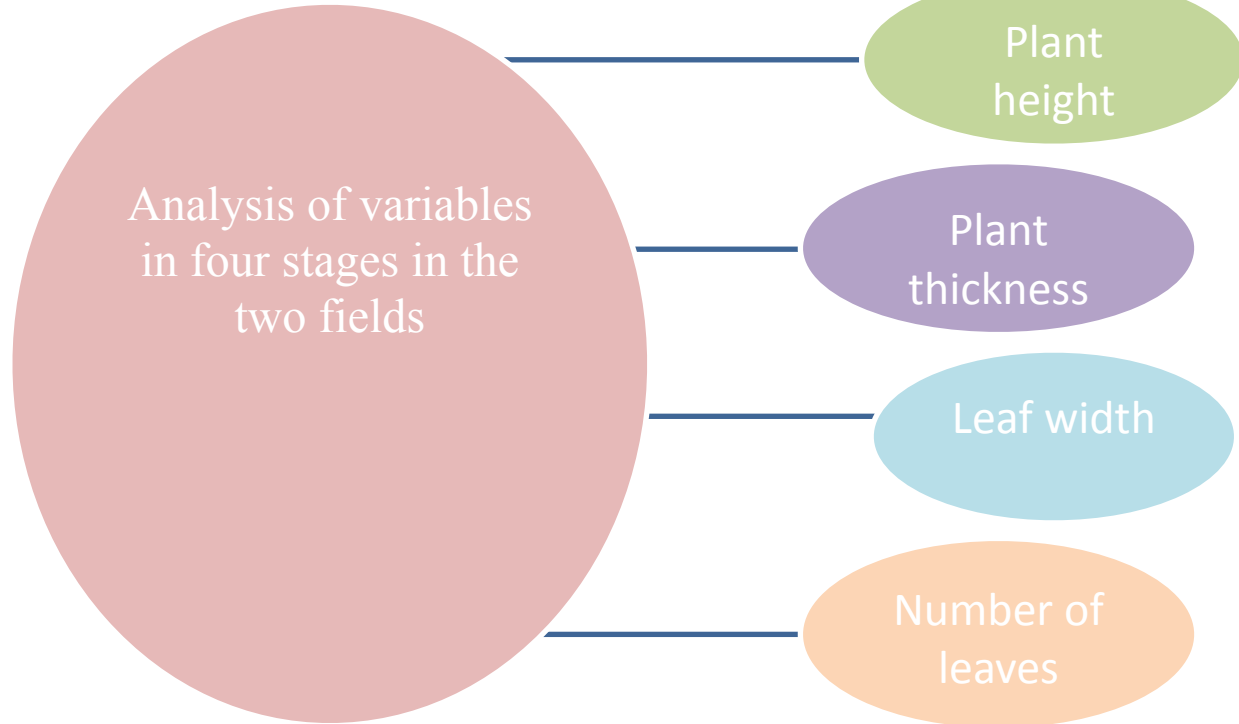 Analysis of variables
in four stages in the
two fields
Plant
height
Plant
thickness
Leaf width
Number of
leaves